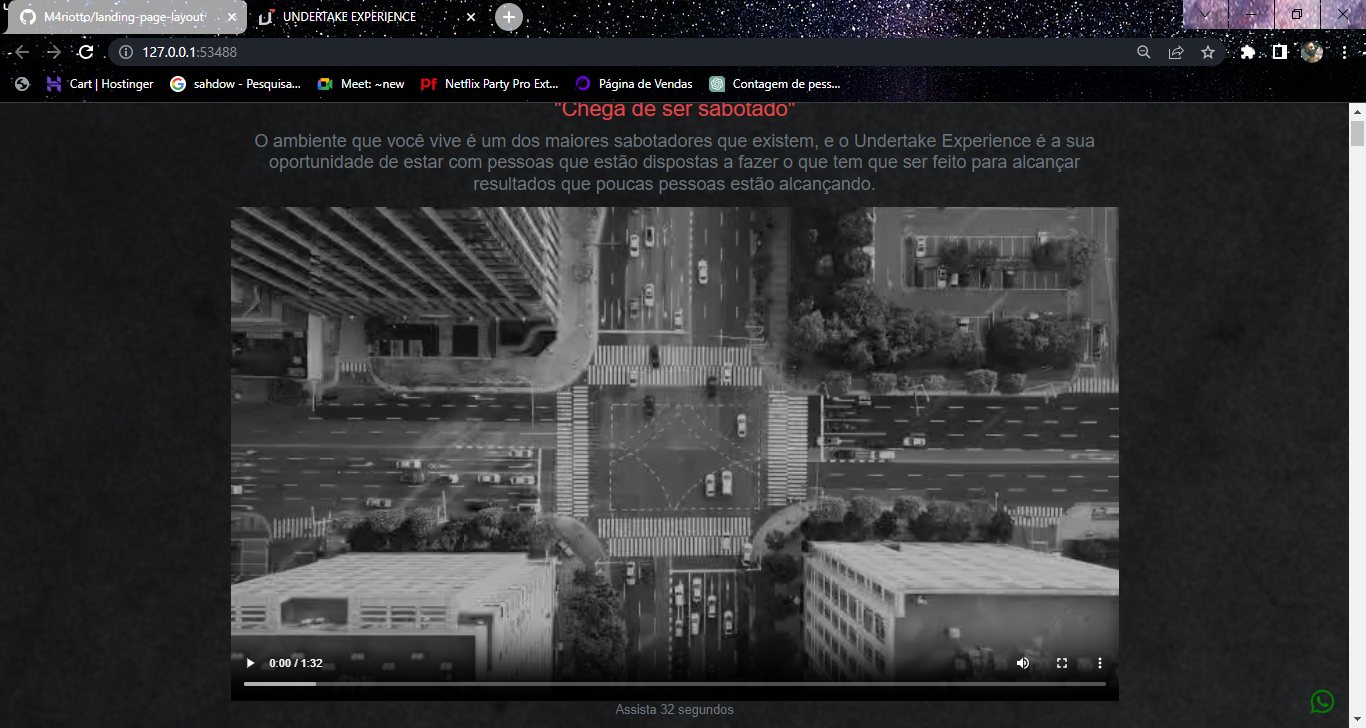 M4riotto/landing-page-layout
UNDERTAKE EXPERIENCE
127.0.0.1:53488
Cart | Hostinger
sahdow - Pesquisa...
Meet: ~new
pf
Netflix Party Pro Ext...
Página de Vendas
Contagem de pess...
"Chega de ser sabotado"
O ambiente que você vive é um dos maiores sabotadores que existem, e o Undertake Experience é a sua
oportunidade de estar com pessoas que estão dispostas a fazer o que tem que ser feito para alcançar
resultados que poucas pessoas estão alcançando.
0:00 / 1:32
Assista 32 segundos